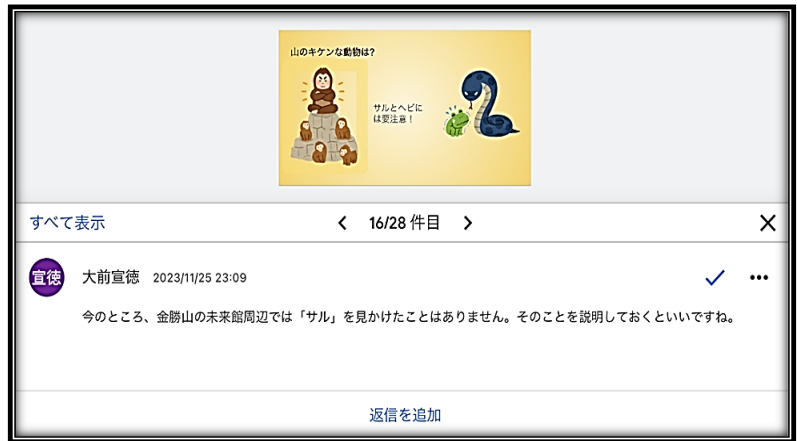 山のキケンな動物は?
サルとヘビに
は要注意！
すべて表示
16/28 件目
宣徳
大前宣徳 2023/11/25 23:09
今のところ、金勝山の未来館周辺では「サル」を見かけたことはありません。そのことを説明しておくといいですね。
返信を追加